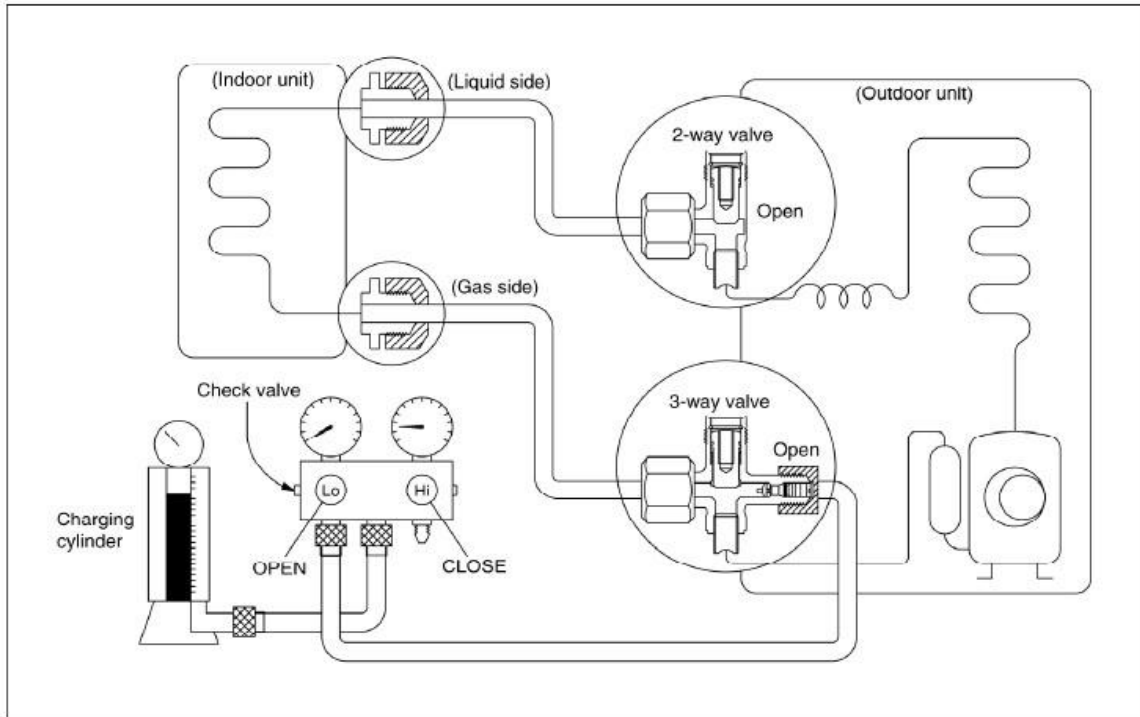 (Indoor unit)
(Liquid side)
(Outdoor unit)
2-way valve
Open
(Gas side)
Check valve
3-way valve
Open
Lo
Hi
Charging
cylinder
OPEN
CLOSE